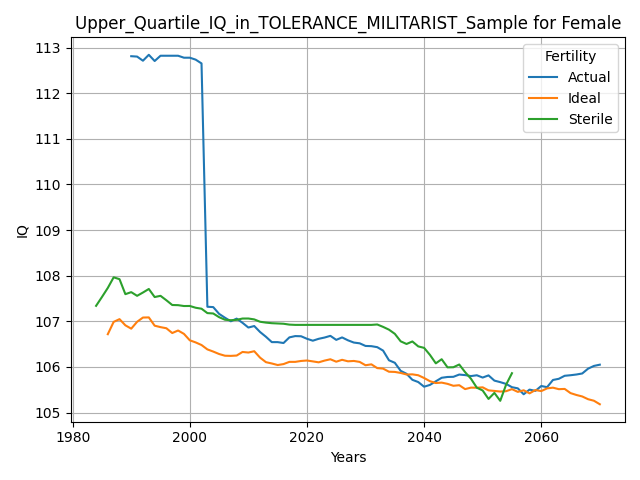 Upper_Quartile_IQ_in_TOLERANCE_MILITARIST_Sample for Female
Fertility
Actual
Ideal
Sterile
113
112
111
110
109
108
107
106
105
IQ
1980
2000
2020
2040
2060
Years